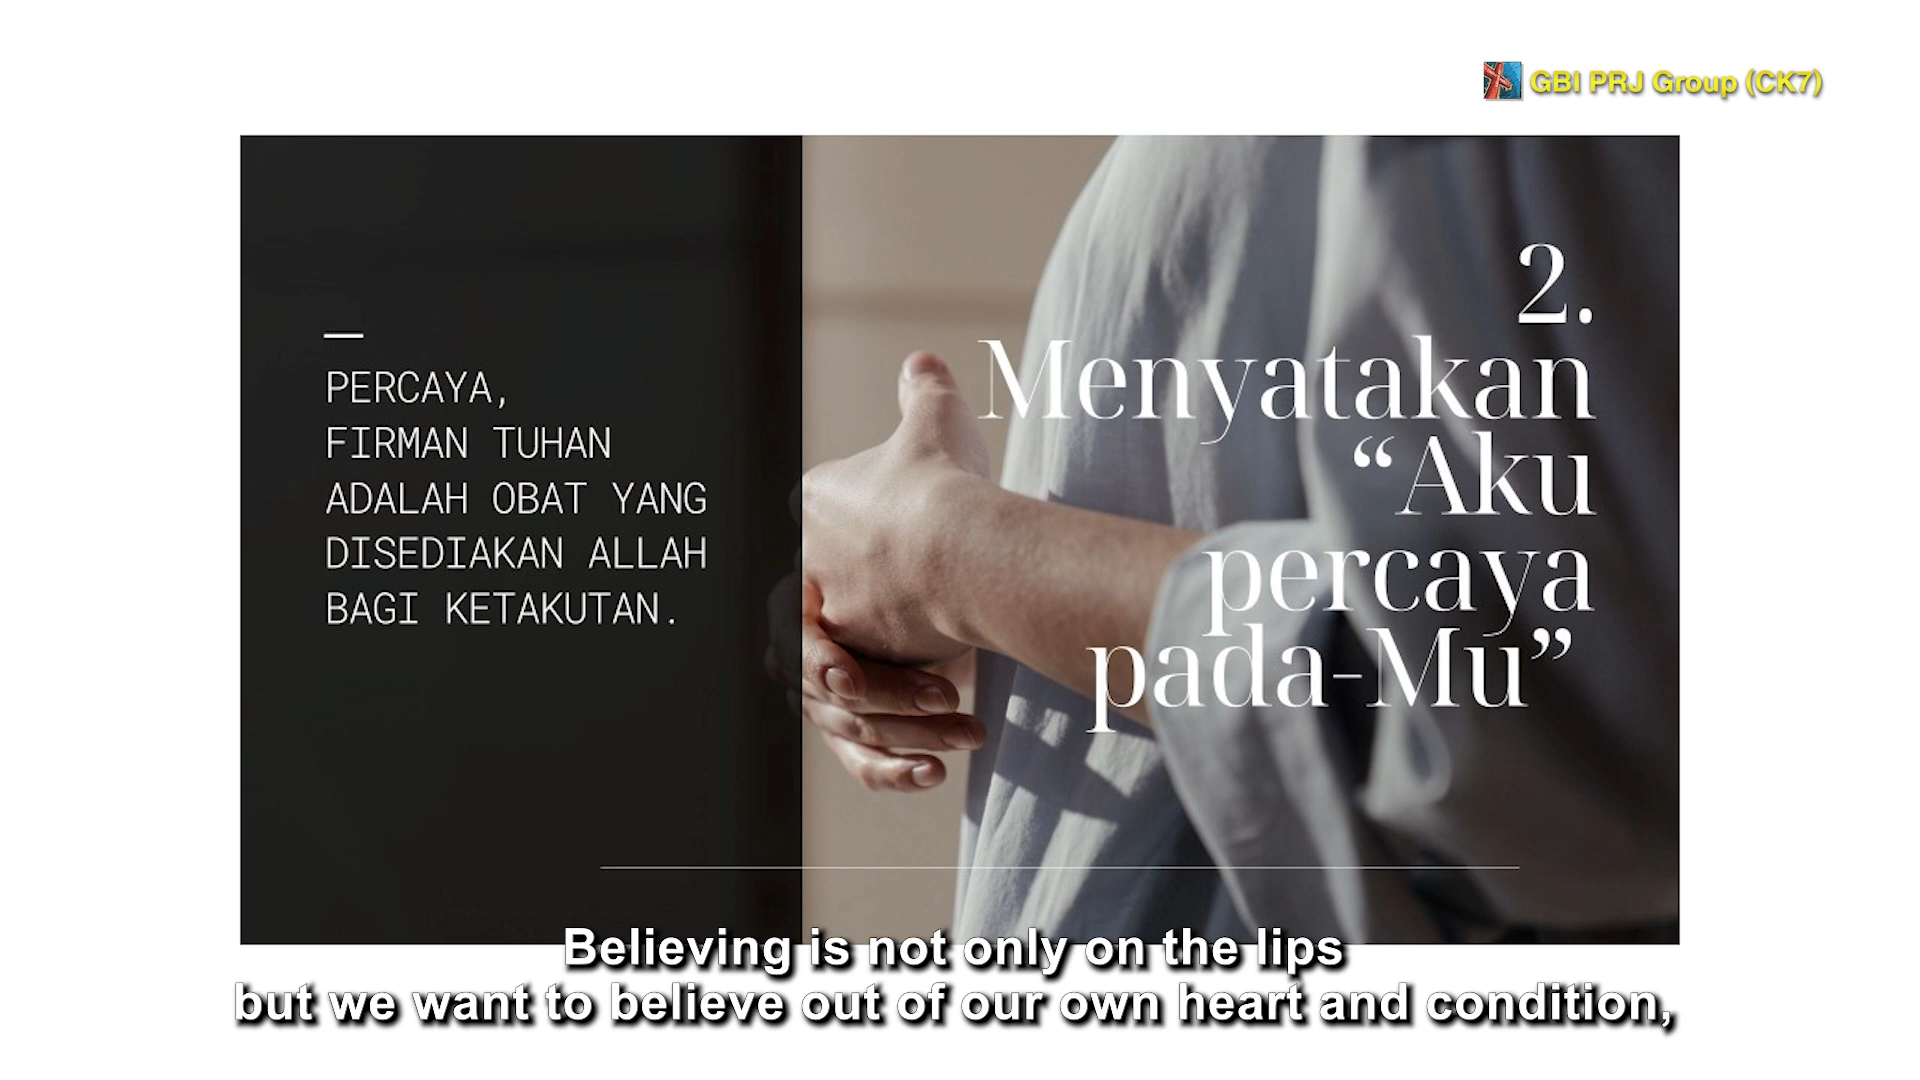 GBI PRJ Group (CK7)
PERCAYA,
FIRMAN TUHAN
ADALAH OBAT YANG
DISEDIAKAN ALLAH
BAGI KETAKUTAN.
2.
Menyatakan
“Aku
percaya
pada-Mu”
Believing is not only on the lips
but we want to believe out of our own heart and condition,